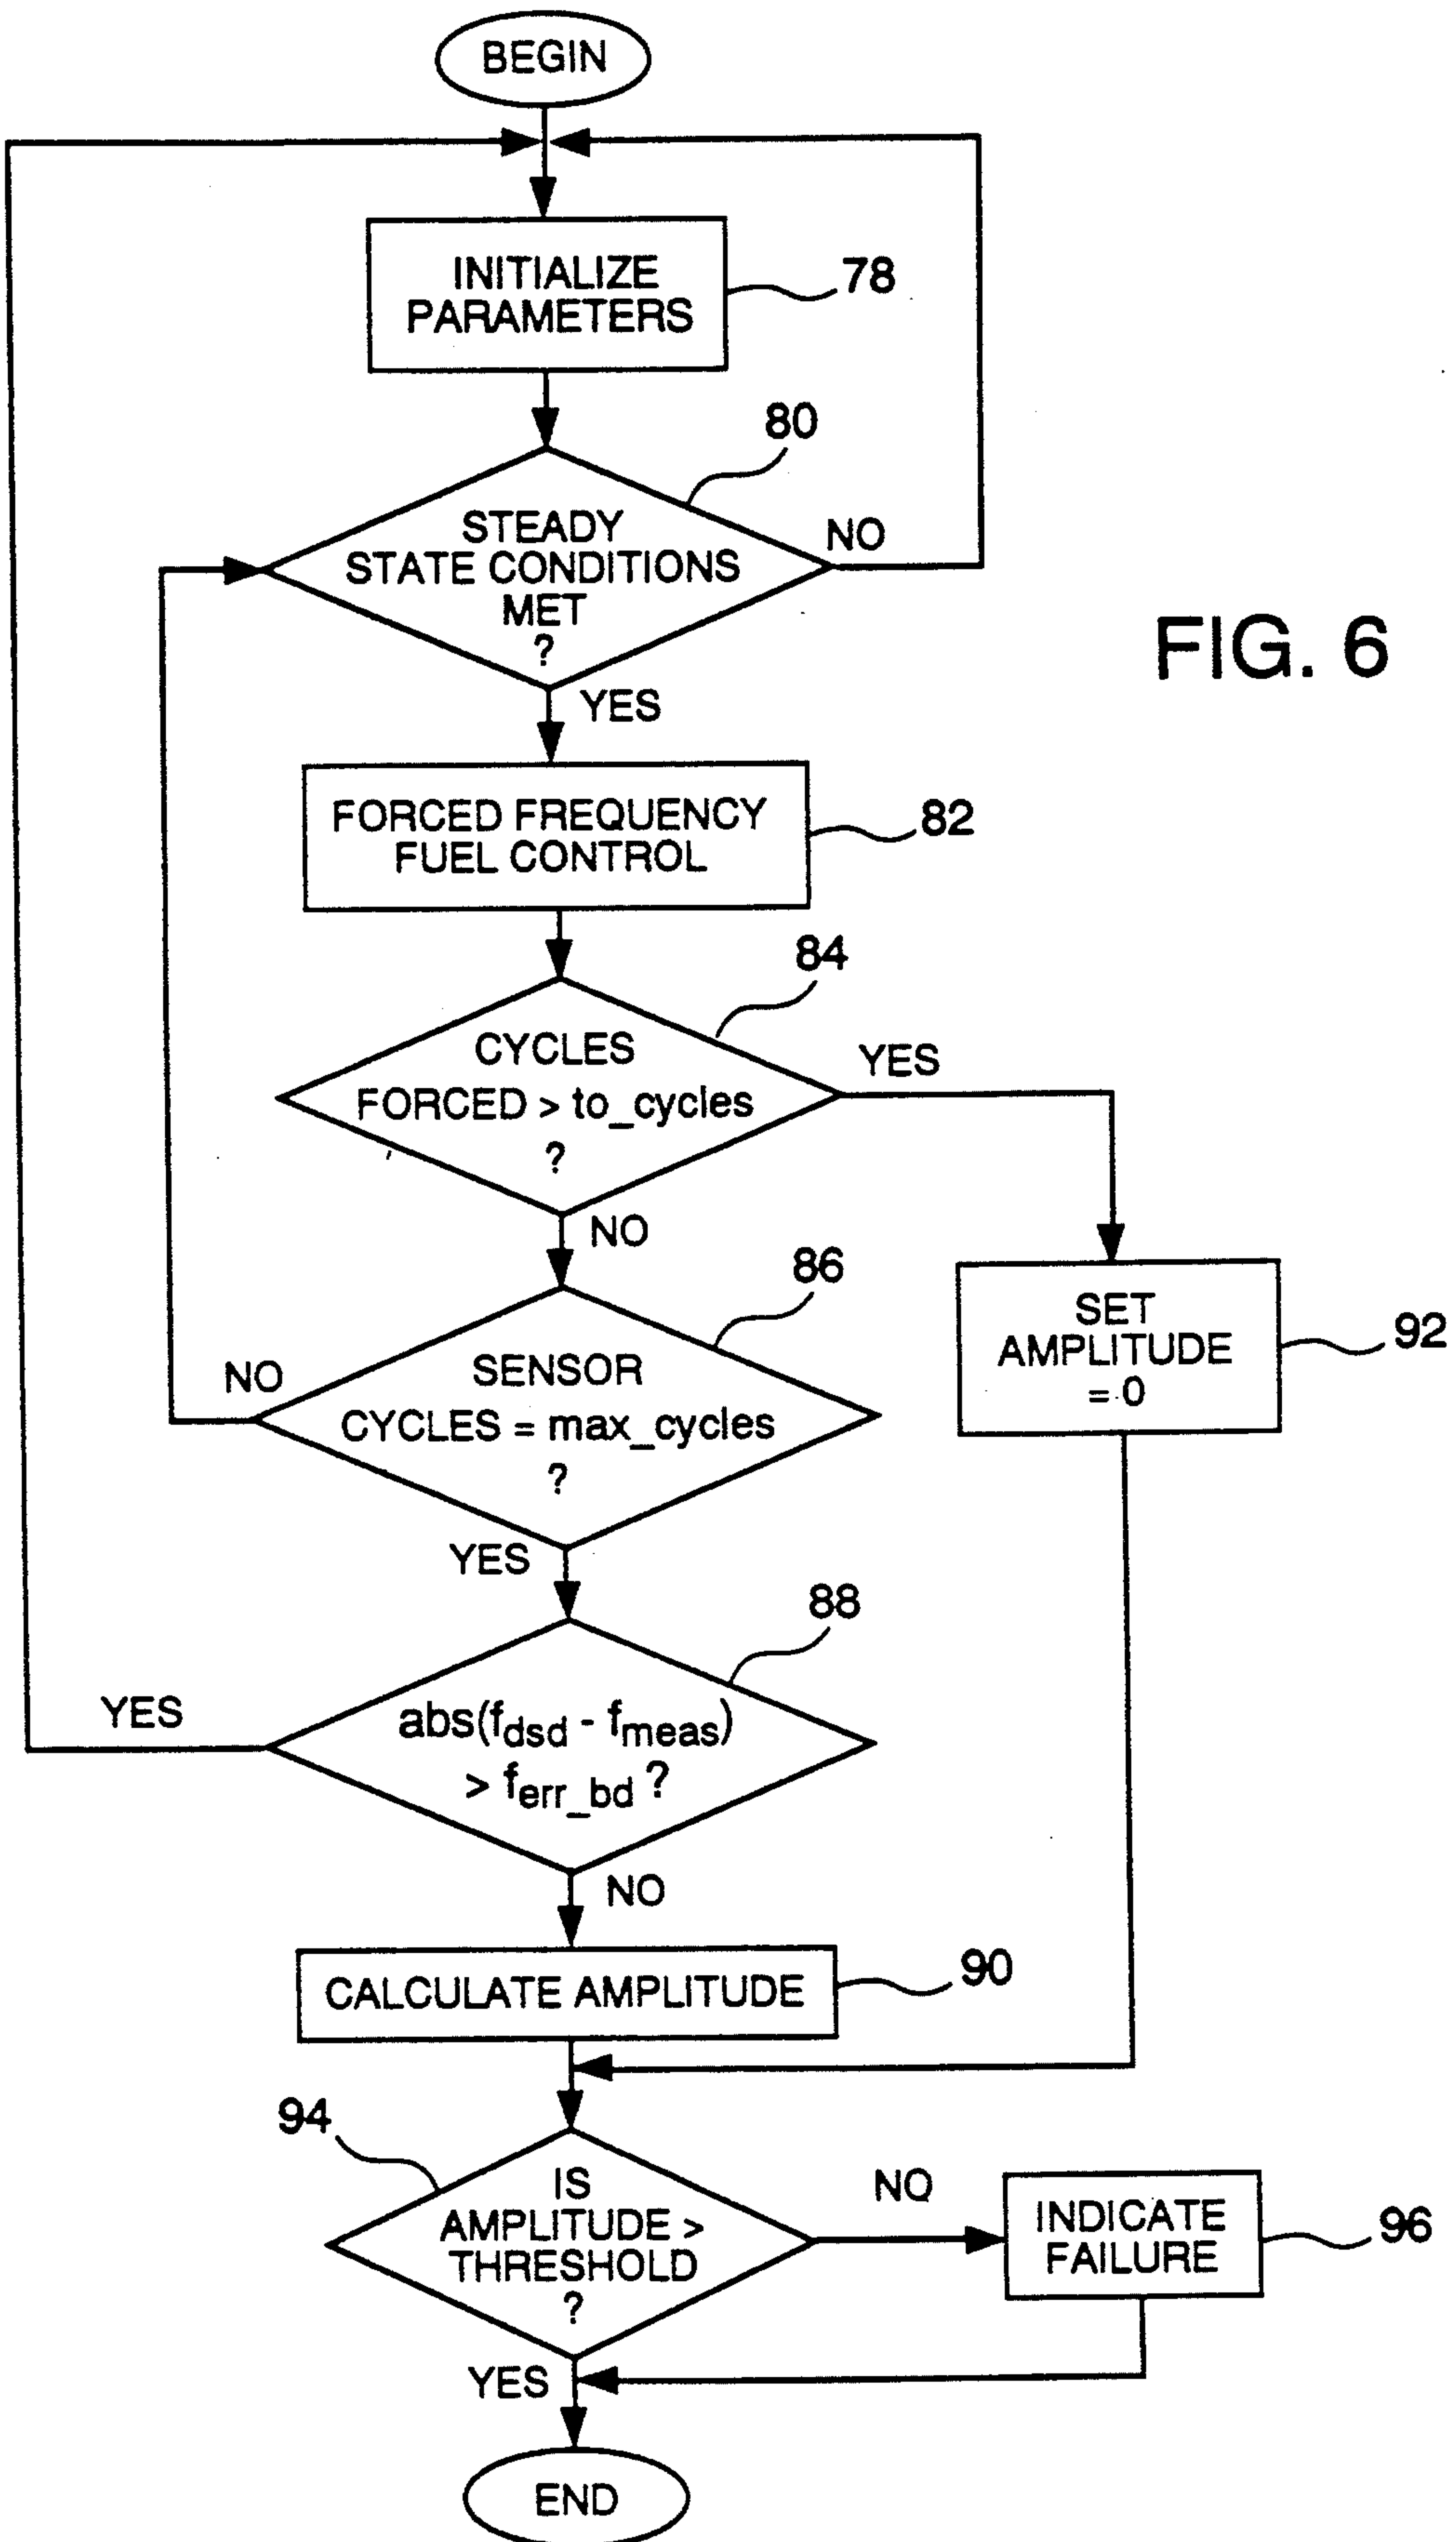 BEGIN
INITIALIZE
PARAMETERS
78
80
STEADY
STATE CONDITIONS
MET
?
NO
YES
FIG. 6
FORCED FREQUENCY
FUEL CONTROL
82
84
CYCLES
FORCED > to_cycles
?
YES
NO
86
SENSOR
CYCLES = max_cycles
?
NO
YES
SET
AMPLITUDE
= 0
92
88
abs(fdsd - fmeas)
> ferr_bd ?
YES
NO
CALCULATE AMPLITUDE
90
94
IS
AMPLITUDE >
THRESHOLD
?
NO
YES
INDICATE
FAILURE
96
END